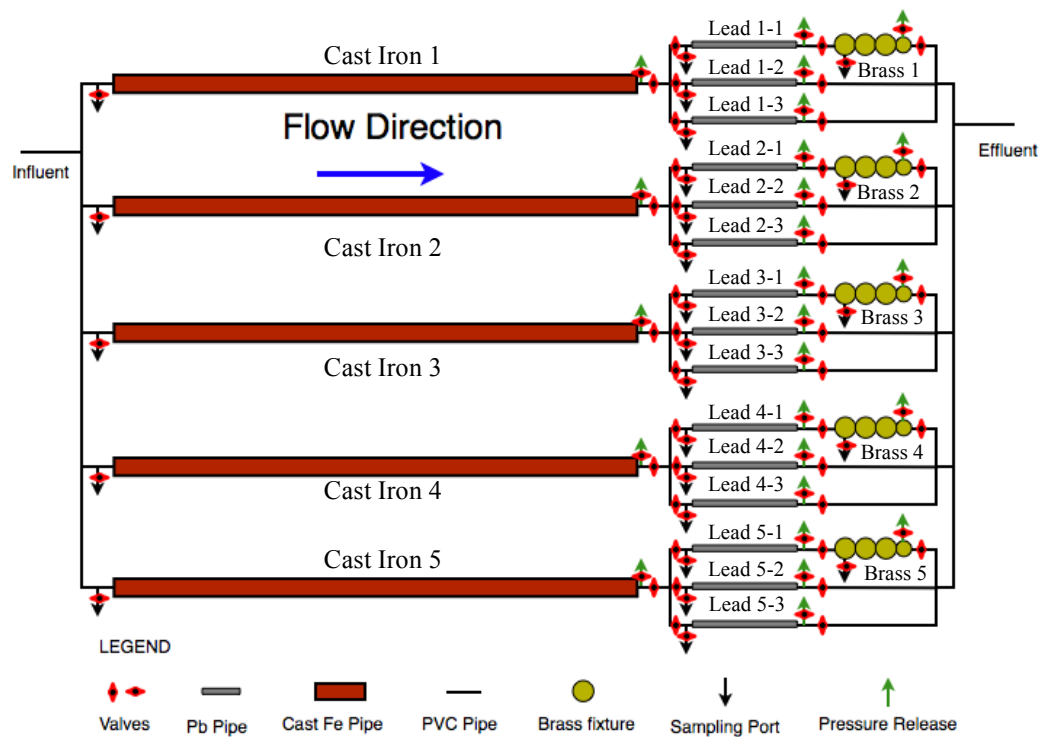 Cast Iron 1
Lead 1-1
Lead 1-2
Brass 1
Lead 1-3
Flow Direction
Influent
Effluent
Lead 2-1
Lead 2-2
Brass 2
Lead 2-3
Cast Iron 2
Lead 3-1
Lead 3-2
Brass 3
Lead 3-3
Cast Iron 3
Lead 4-1
Lead 4-2
Brass 4
Lead 4-3
Cast Iron 4
Lead 5-1
Cast Iron 5
Lead 5-2
Brass 5
Lead 5-3
LEGEND
Valves
Pb Pipe
Cast Fe Pipe
PVC Pipe
Brass fixture
Sampling Port
Pressure Release